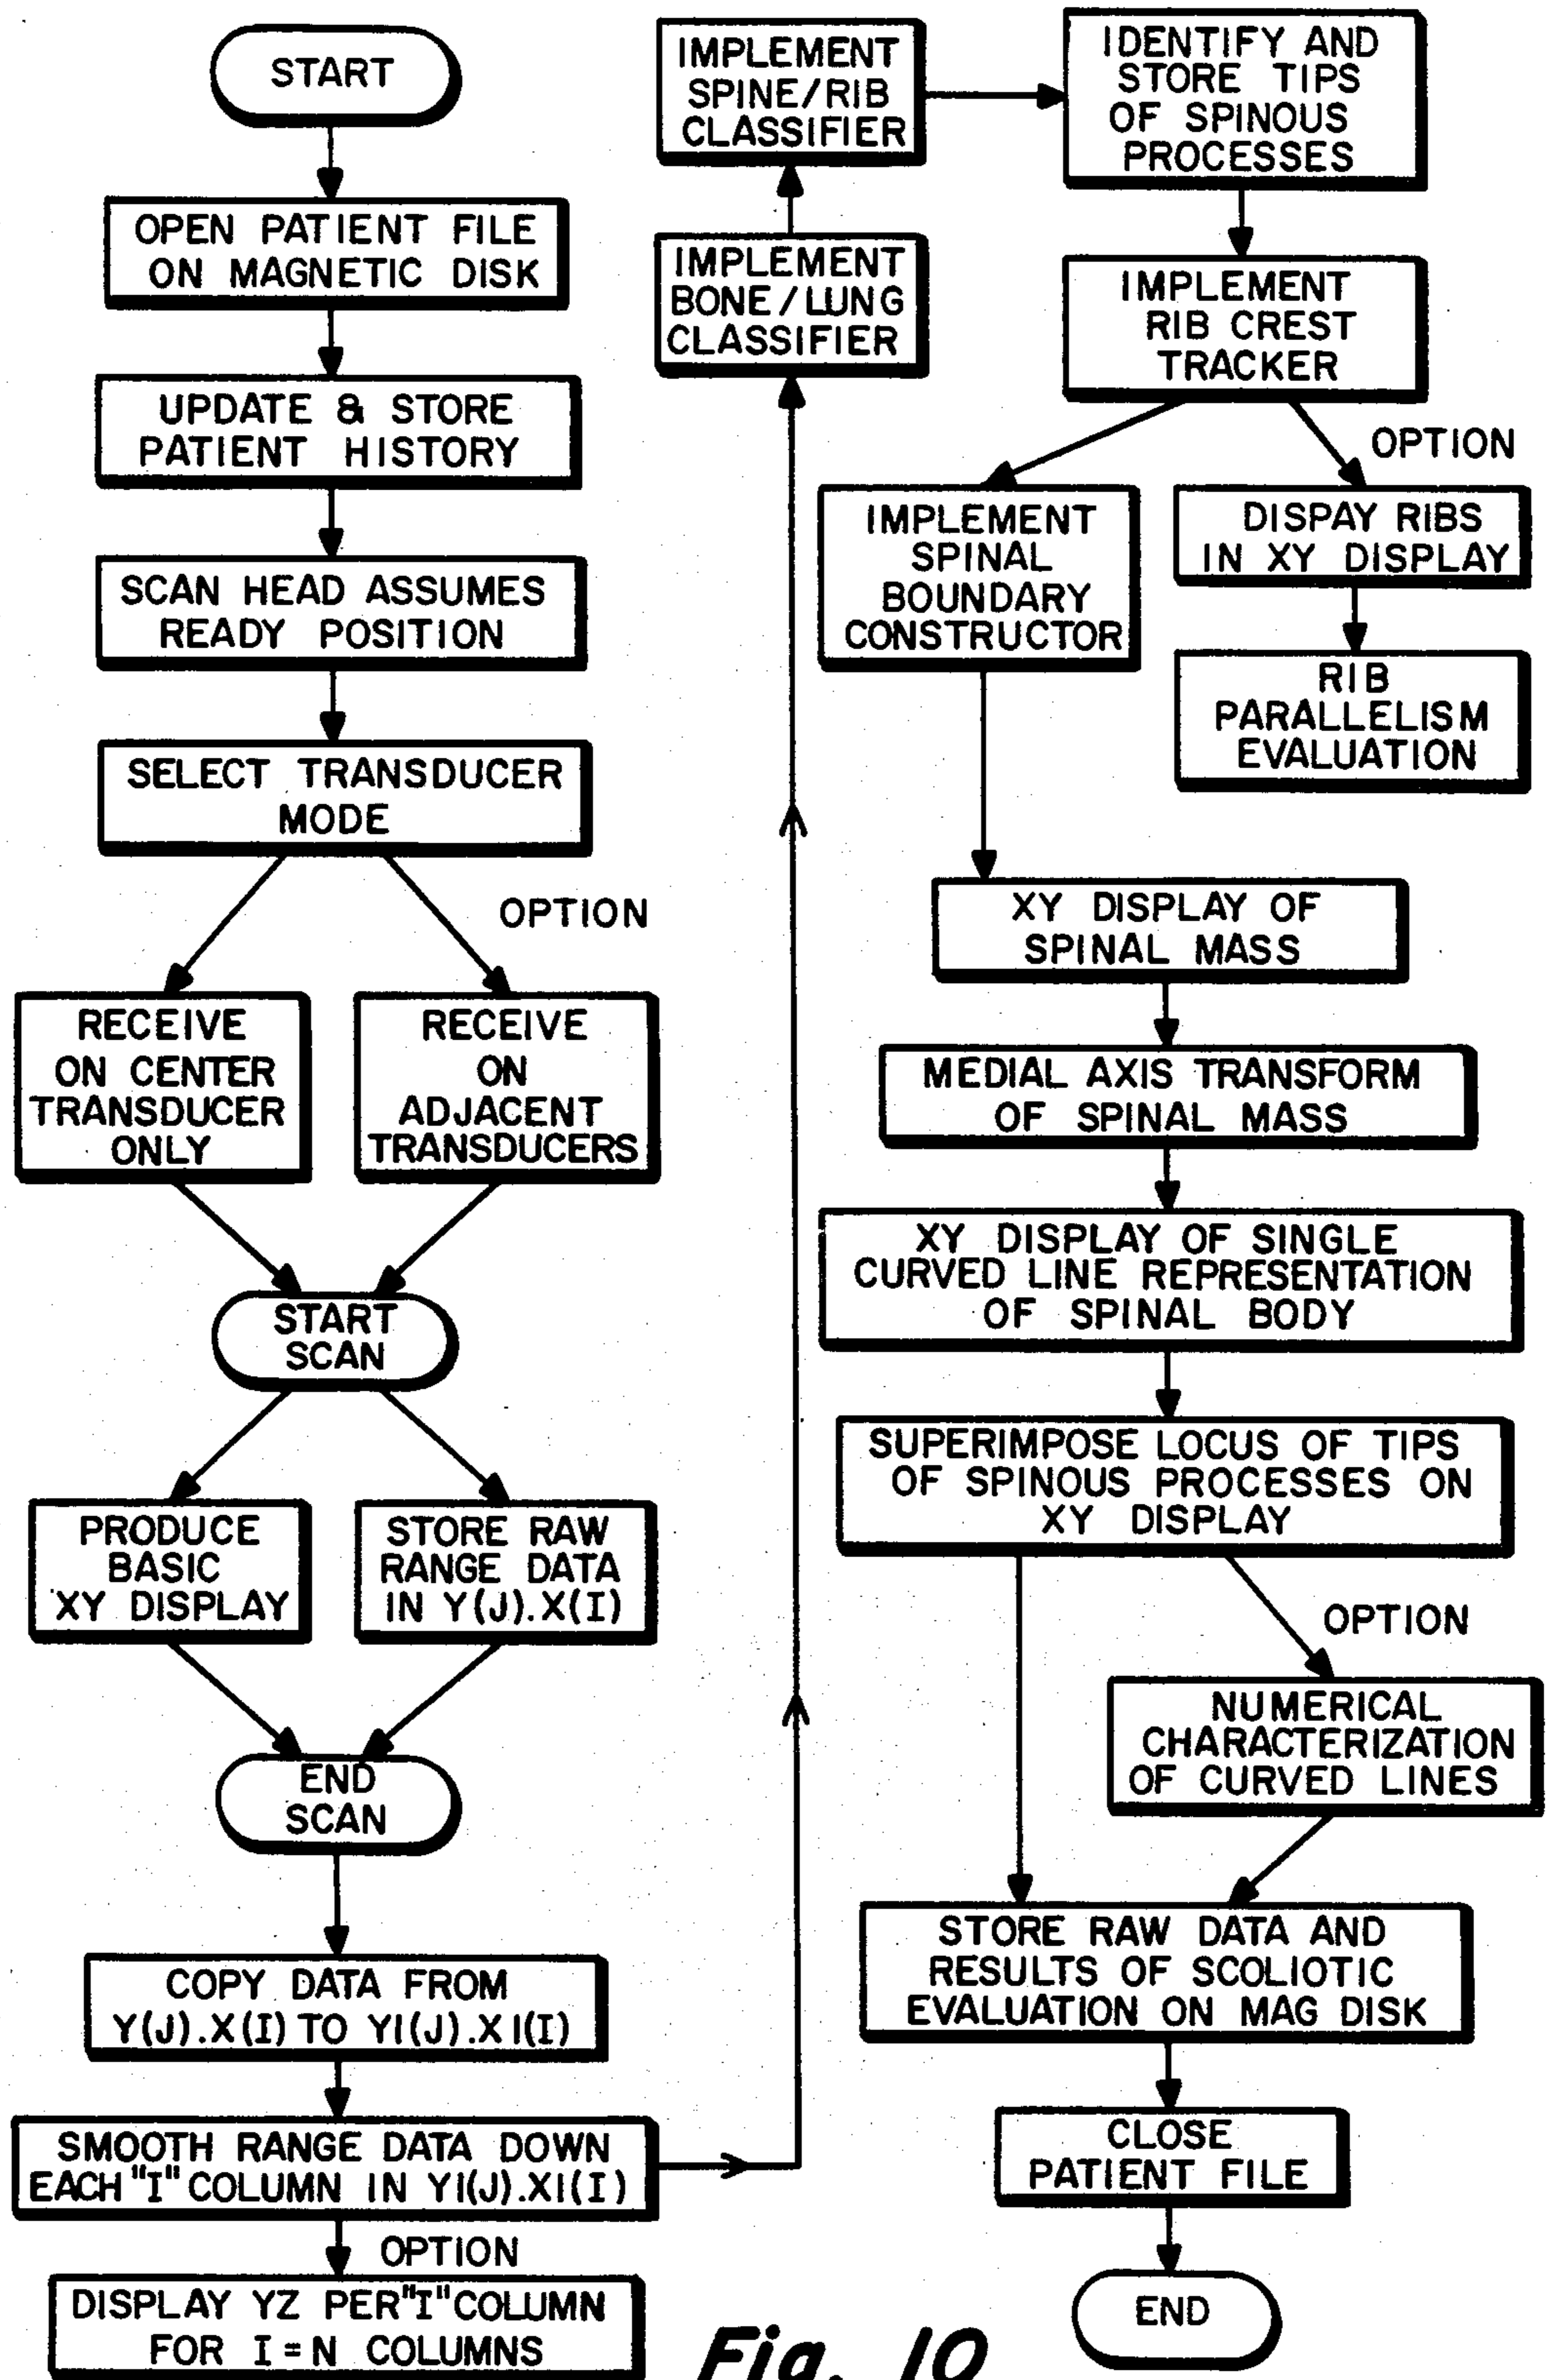 START
OPEN PATIENT FILE
ON MAGNETIC DISK
UPDATE & STORE
PATIENT HISTORY
SCAN HEAD ASSUMES
READY POSITION
SELECT TRANSDUCER
MODE
OPTION
RECEIVE
ON CENTER
TRANSDUCER
ONLY
RECEIVE
ON
ADJACENT
TRANSDUCERS
START
SCAN
PRODUCE
BASIC
XY DISPLAY
STORE RAW
RANGE DATA
IN Y(J).X(I)
END
SCAN
COPY DATA FROM
Y(J).X(I) TO Y1(J).X1(I)
SMOOTH RANGE DATA DOWN
EACH "I" COLUMN IN Y1(J).X1(I)
OPTION
DISPLAY YZ PER "I" COLUMN
FOR I = N COLUMNS
IMPLEMENT
BONE/LUNG
CLASSIFIER
IMPLEMENT
SPINE/RIB
CLASSIFIER
IDENTIFY AND
STORE TIPS
OF SPINOUS
PROCESSES
IMPLEMENT
RIB CREST
TRACKER
OPTION
IMPLEMENT
SPINAL
BOUNDARY
CONSTRUCTOR
DISPAY RIBS
IN XY DISPLAY
RIB
PARALLELISM
EVALUATION
XY DISPLAY OF
SPINAL MASS
MEDIAL AXIS TRANSFORM
OF SPINAL MASS
XY DISPLAY OF SINGLE
CURVED LINE REPRESENTATION
OF SPINAL BODY
SUPERIMPOSE LOCUS OF TIPS
OF SPINOUS PROCESSES ON
XY DISPLAY
OPTION
NUMERICAL
CHARACTERIZATION
OF CURVED LINES
STORE RAW DATA AND
RESULTS OF SCOLIOTIC
EVALUATION ON MAG DISK
CLOSE
PATIENT FILE
END
Fig. 10